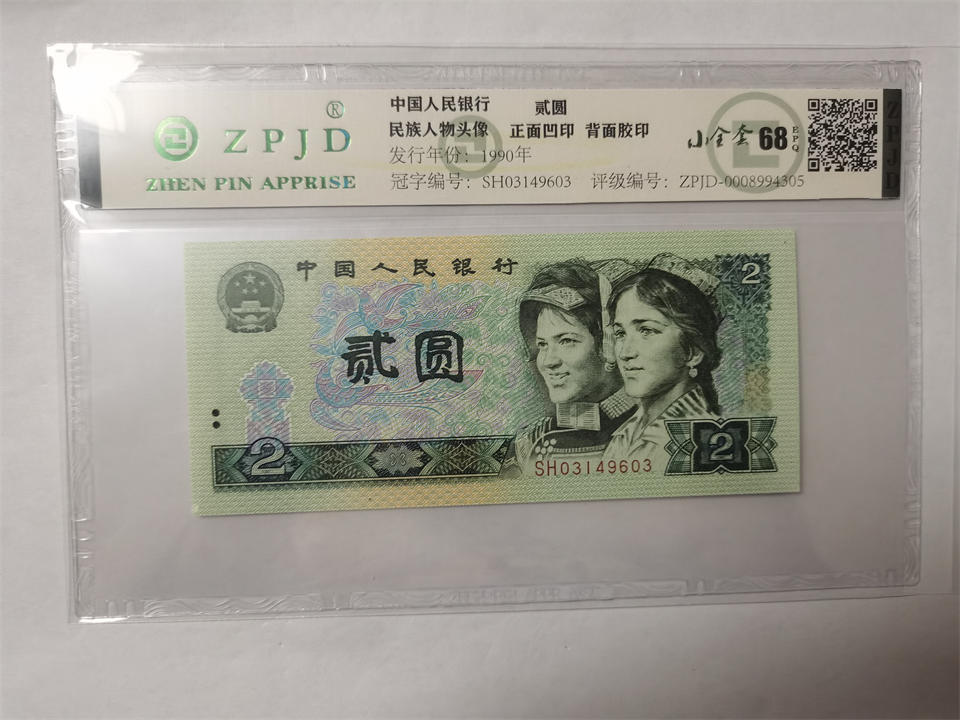 ZPJD®
ZHEN PIN APPRISE
中国人民银行 贰圆
民族人物头像 正面凹印 背面胶印
发行年份：1990年
冠字编号：SH03149603 评级编号：ZPJD-0008994305
小全套 68 EPQ
ZPJD
中国人民银行
2
贰圆
2
SH03149603
2